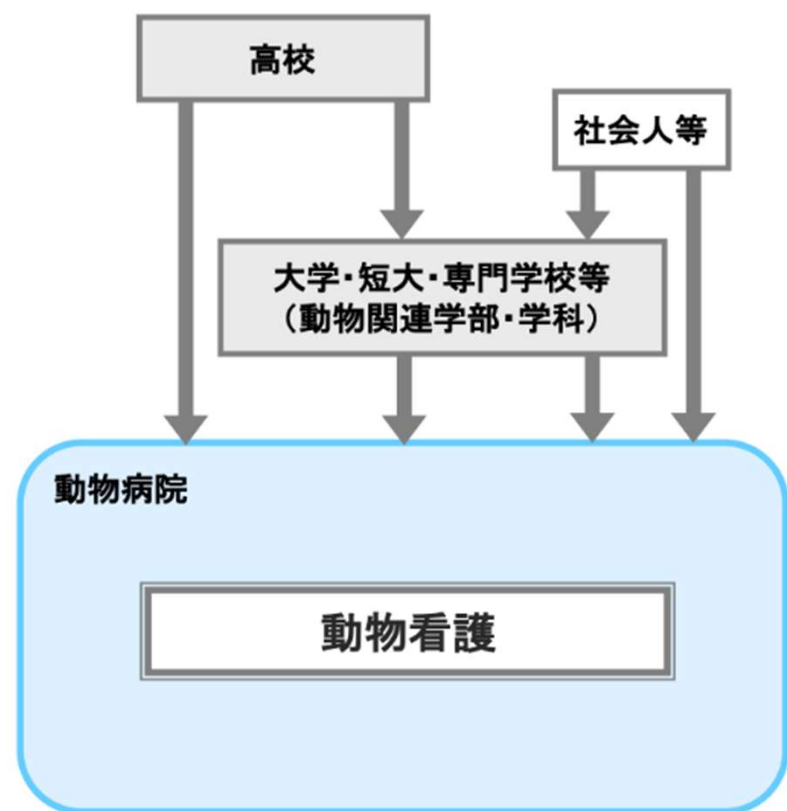 高校
社会人等
大学・短大・専門学校等
（動物関連学部・学科）
動物病院
動物看護